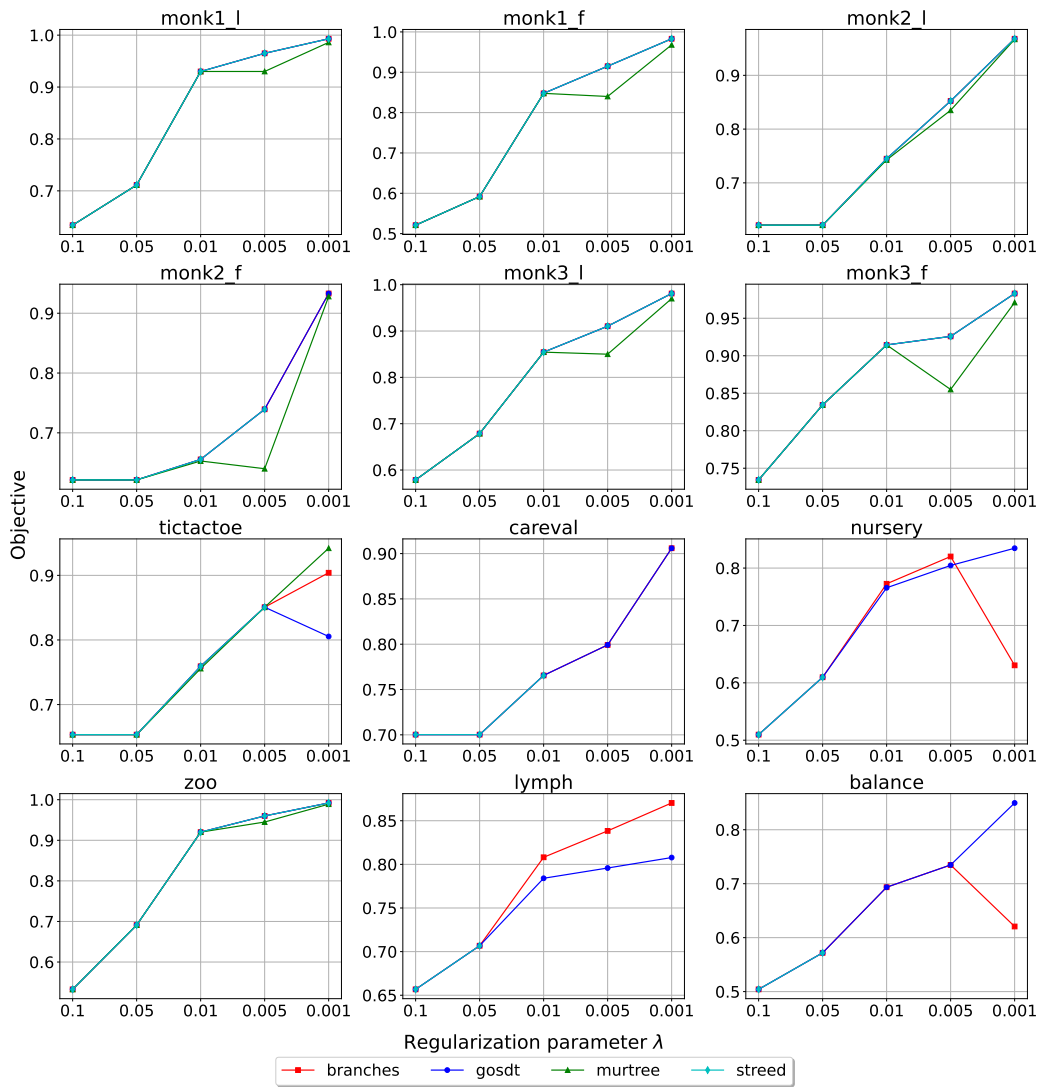 monk1_l monk1_f monk2_l
1.0 0.9 0.8 0.7
0.1 0.05 0.01 0.005 0.001
1.0 0.9 0.8 0.7 0.6 0.5
0.1 0.05 0.01 0.005 0.001
0.9 0.8 0.7
0.1 0.05 0.01 0.005 0.001
monk2_f monk3_l monk3_f
0.9 0.8 0.7
0.1 0.05 0.01 0.005 0.001
1.0 0.9 0.8 0.7 0.6
0.1 0.05 0.01 0.005 0.001
0.95 0.90 0.85 0.80 0.75
0.1 0.05 0.01 0.005 0.001
Objective
tictactoe careval nursery
0.9 0.8 0.7
0.1 0.05 0.01 0.005 0.001
0.90 0.85 0.80 0.75 0.70
0.1 0.05 0.01 0.005 0.001
0.8 0.7 0.6 0.5
0.1 0.05 0.01 0.005 0.001
zoo lymph balance
1.0 0.9 0.8 0.7 0.6
0.1 0.05 0.01 0.005 0.001
0.85 0.80 0.75 0.70 0.65
0.1 0.05 0.01 0.005 0.001
0.8 0.7 0.6 0.5
0.1 0.05 0.01 0.005 0.001
Regularization parameter λ
branches gosdt murtree streed